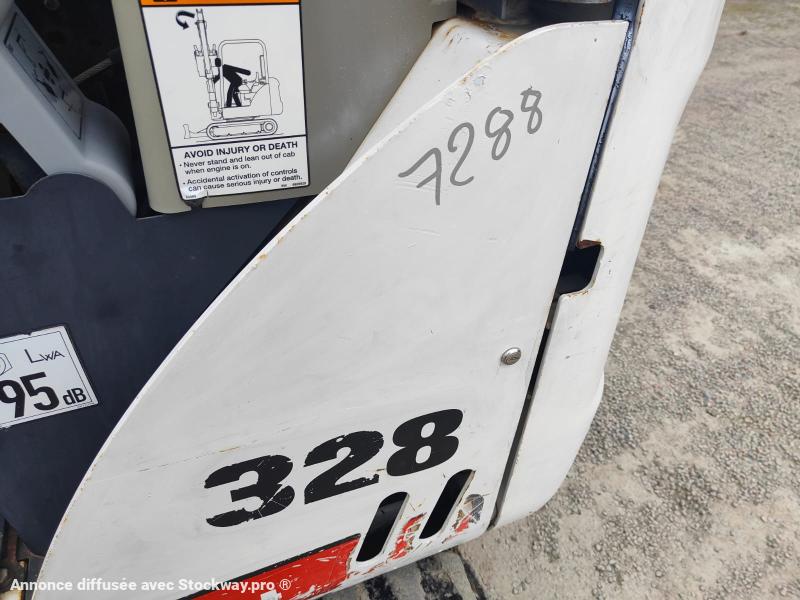 AVOID INJURY OR DEATH
• Never stand and lean out of cab
when engine is on.
• Accidental activation of controls
can cause serious injury or death.
7288
LWA
95 dB
328
Annonce diffusée avec Stockway.pro ®